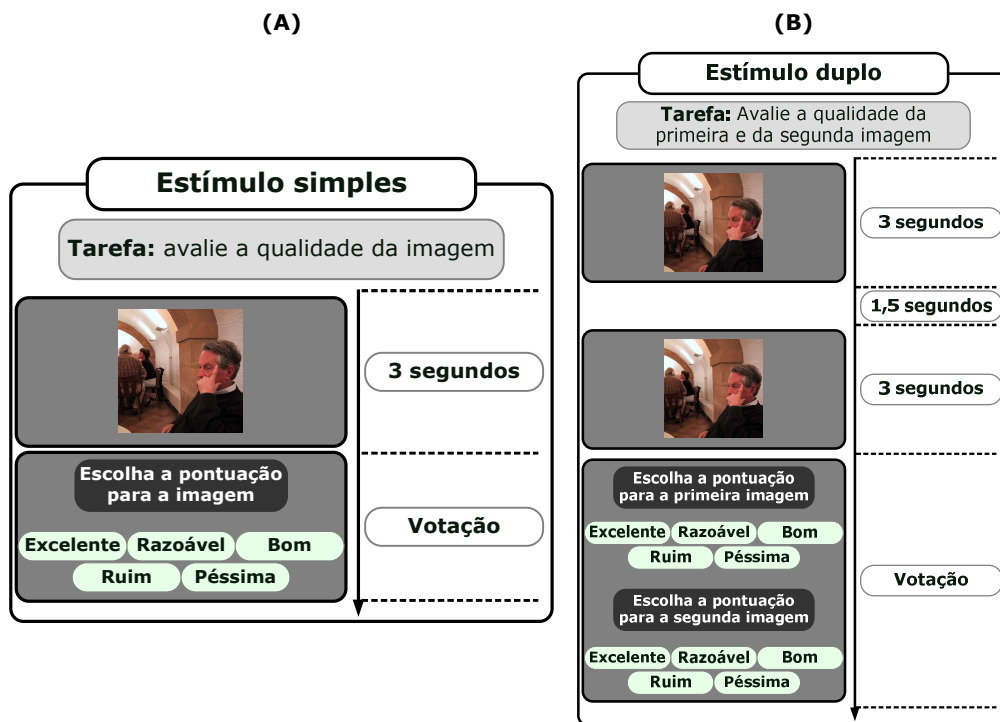 (A)
Estímulo simples
Tarefa: avalie a qualidade da imagem
3 segundos
Escolha a pontuação
para a imagem
Excelente
Razoável
Bom
Ruim
Péssima
Votação
(B)
Estímulo duplo
Tarefa: Avalie a qualidade da
primeira e da segunda imagem
3 segundos
1,5 segundos
3 segundos
Escolha a pontuação
para a primeira imagem
Excelente
Razoável
Bom
Ruim
Péssima
Escolha a pontuação
para a segunda imagem
Excelente
Razoável
Bom
Ruim
Péssima
Votação